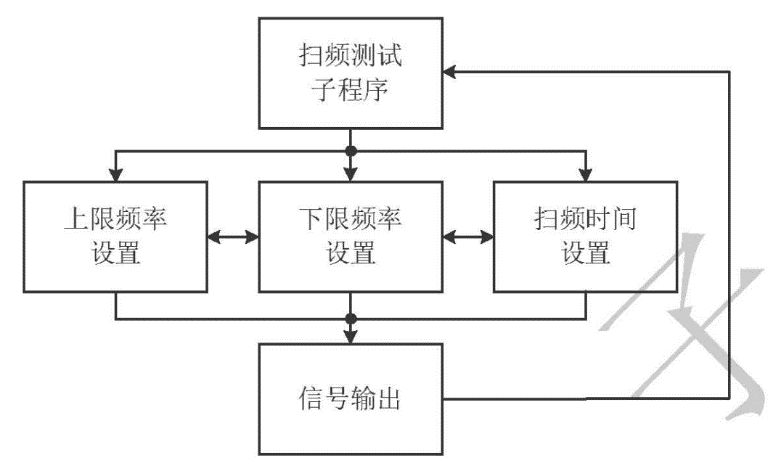 扫频测试
子程序
上限频率
设置
下限频率
设置
扫频时间
设置
信号输出